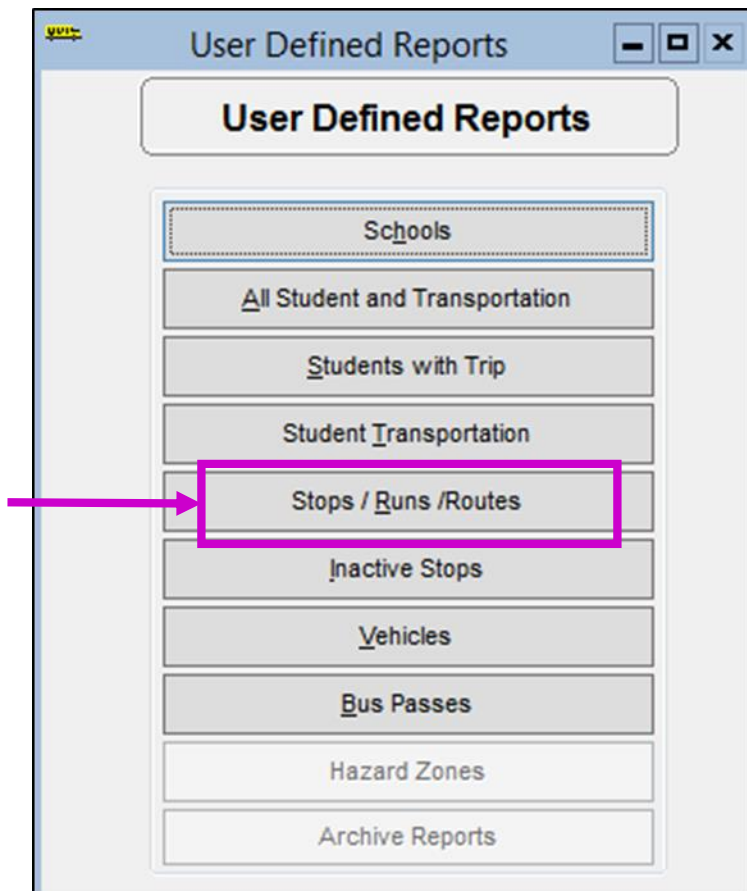 User Defined Reports
User Defined Reports
Schools
All Student and Transportation
Students with Trip
Student Transportation
Stops / Runs /Routes
Inactive Stops
Vehicles
Bus Passes
Hazard Zones
Archive Reports